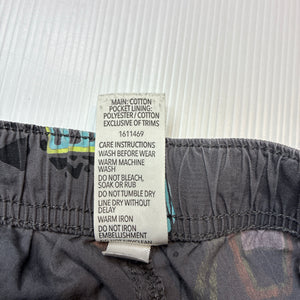 MAIN: COTTON
POCKET LINING:
POLYESTER / COTTON
EXCLUSIVE OF TRIMS
1611469
CARE INSTRUCTIONS
WASH BEFORE WEAR
WARM MACHINE
WASH
DO NOT BLEACH,
SOAK OR RUB
DO NOT TUMBLE DRY
LINE DRY WITHOUT
DELAY
WARM IRON
DO NOT IRON
EMBELLISHMENT